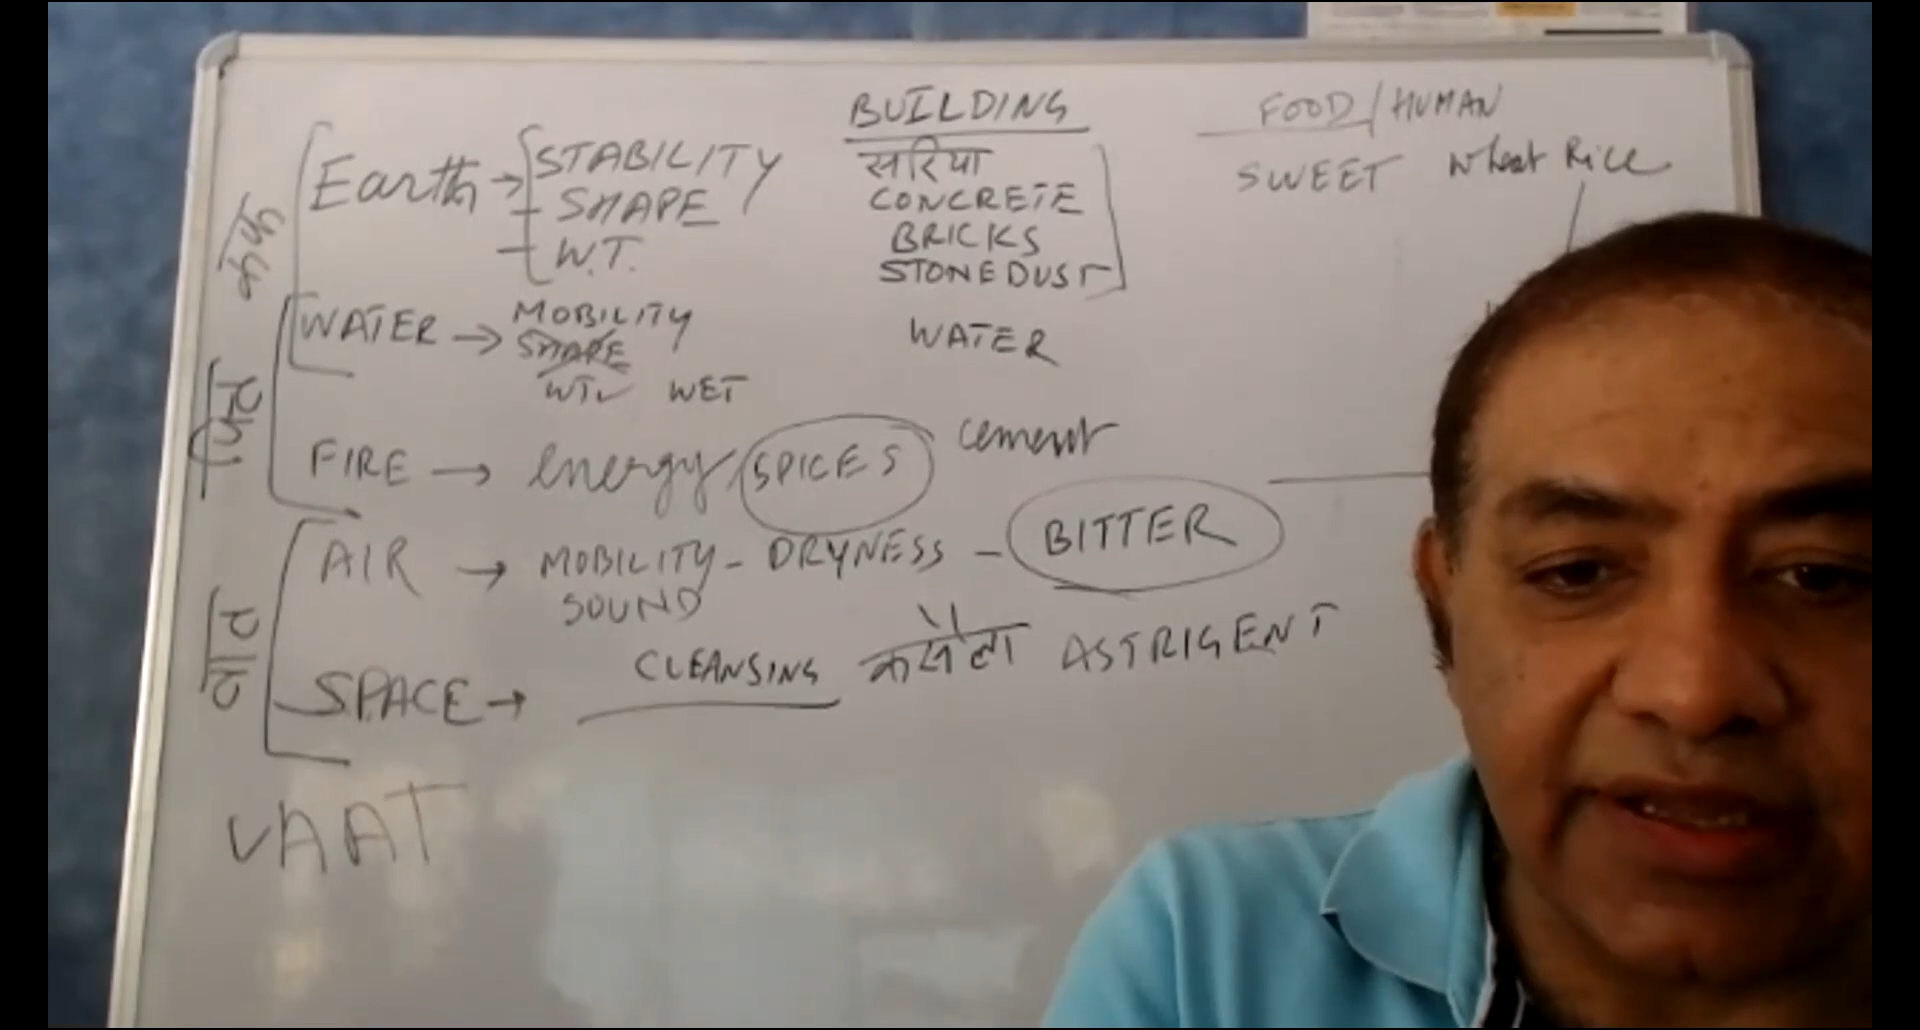 BUILDING
FOOD / HUMAN
कफ
Earth → STABILITY
- SHAPE
- W.T.
सरिया
CONCRETE
BRICKS
STONE DUST
SWEET Wheat Rice
पित्त
WATER → MOBILITY
SHAPE
WT✓ WET
WATER
FIRE → energy SPICES cement
वात
AIR → MOBILITY - DRYNESS - BITTER
SOUND
SPACE → CLEANSING कसैला ASTRIGENT
VAAT